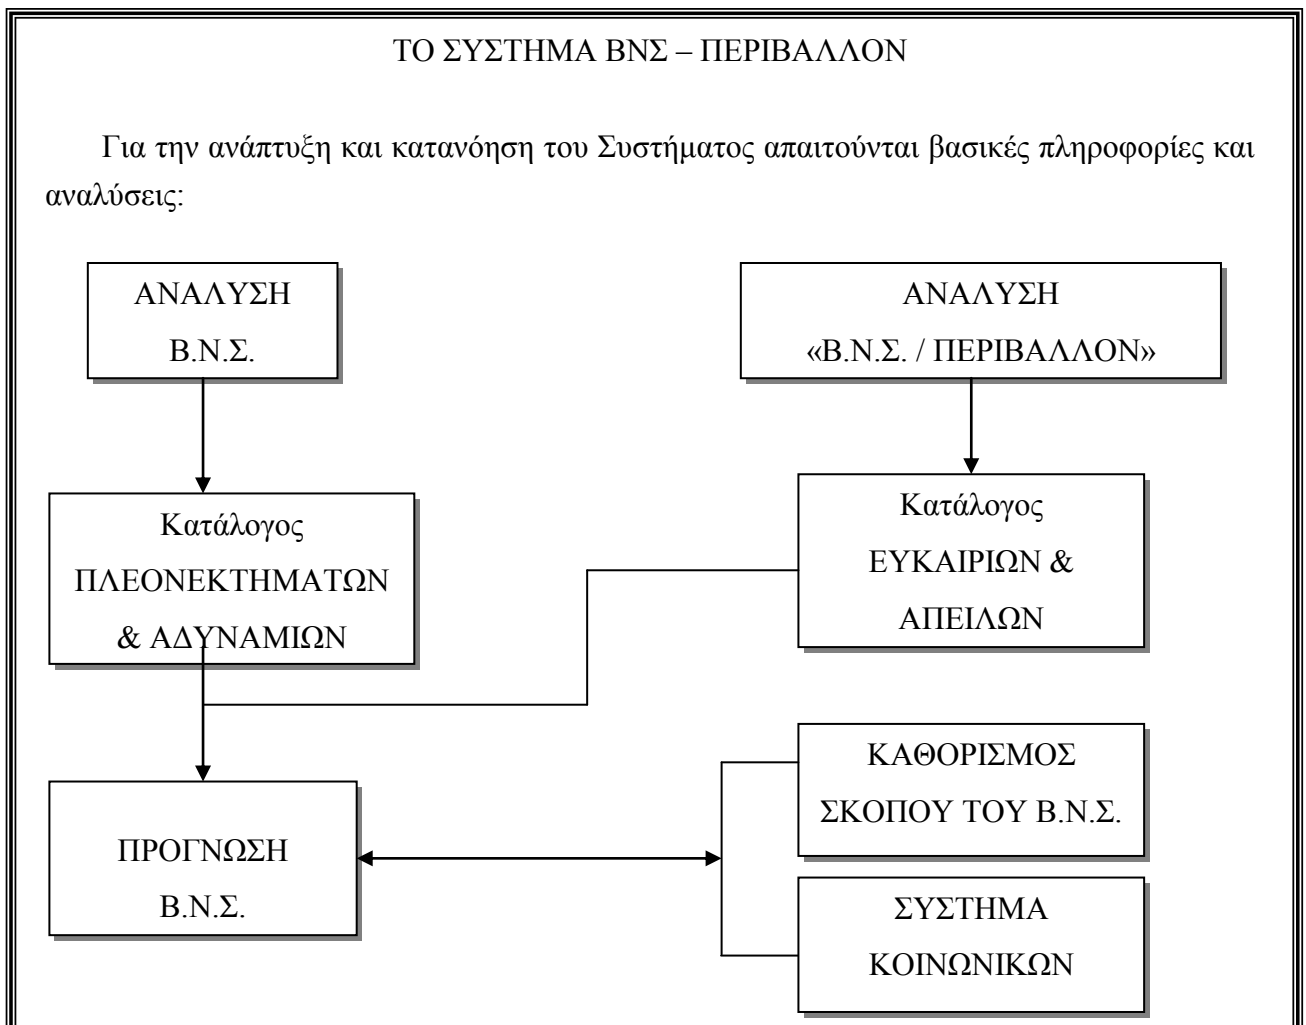 ΤΟ ΣΥΣΤΗΜΑ ΒΝΣ – ΠΕΡΙΒΑΛΛΟΝ
Για την ανάπτυξη και κατανόηση του Συστήματος απαιτούνται βασικές πληροφορίες και
αναλύσεις:
ΑΝΑΛΥΣΗ
Β.Ν.Σ.
ΑΝΑΛΥΣΗ
«Β.Ν.Σ. / ΠΕΡΙΒΑΛΛΟΝ»
Κατάλογος
ΠΛΕΟΝΕΚΤΗΜΑΤΩΝ
& ΑΔΥΝΑΜΙΩΝ
Κατάλογος
ΕΥΚΑΙΡΙΩΝ &
ΑΠΕΙΛΩΝ
ΠΡΟΓΝΩΣΗ
Β.Ν.Σ.
ΚΑΘΟΡΙΣΜΟΣ
ΣΚΟΠΟΥ ΤΟΥ Β.Ν.Σ.
ΣΥΣΤΗΜΑ
ΚΟΙΝΩΝΙΚΩΝ